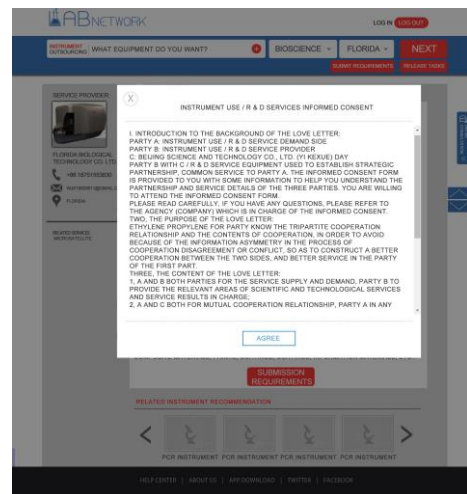 LABNETWORK
LOG IN LOG OUT
INSTRUMENT OUTSOURCING WHAT EQUIPMENT DO YOU WANT? BIOSCIENCE FLORIDA NEXT
SUBMIT REQUIREMENTS RELEASE TASKS
SERVICE PROVIDER:
FLORIDA BIOLOGICAL
TECHNOLOGY CO. LTD
FLORIDA
RELATED SERVICES
X
INSTRUMENT USE / R & D SERVICES INFORMED CONSENT
I. INTRODUCTION TO THE BACKGROUND OF THE LOVE LETTER:
PARTY A: INSTRUMENT USE / R & D SERVICE DEMAND SIDE
PARTY B: INSTRUMENT USE / R & D SERVICE PROVIDER
C: BEIJING SCIENCE AND TECHNOLOGY CO., LTD. (YI KEXUE) DAY
PARTY B WITH C / R & D SERVICE EQUIPMENT USED TO ESTABLISH STRATEGIC
PARTNERSHIP, COMMON SERVICE TO PARTY A. THE INFORMED CONSENT FORM
IS PROVIDED TO YOU WITH SOME INFORMATION TO HELP YOU UNDERSTAND THE
PARTNERSHIP AND SERVICE DETAILS OF THE THREE PARTIES. YOU ARE WILLING
TO ATTEND THE INFORMED CONSENT FORM.
PLEASE READ CAREFULLY, IF YOU HAVE ANY QUESTIONS, PLEASE REFER TO
THE AGENCY (COMPANY) WHICH IS IN CHARGE OF THE INFORMED CONSENT.
TWO, THE PURPOSE OF THE LOVE LETTER:
ETHYLENE PROPYLENE FOR PARTY KNOW THE TRIPARTITE COOPERATION
RELATIONSHIP AND THE CONTENTS OF COOPERATION, IN ORDER TO AVOID
BECAUSE OF THE INFORMATION ASYMMETRY IN THE PROCESS OF
COOPERATION DISAGREEMENT OR CONFLICT, SO AS TO CONSTRUCT A BETTER
COOPERATION BETWEEN THE TWO SIDES, AND BETTER SERVICE IN THE PARTY
OF THE FIRST PART.
THREE, THE CONTENT OF THE LOVE LETTER:
1, A AND B BOTH PARTIES FOR THE SERVICE SUPPLY AND DEMAND, PARTY B TO
PROVIDE THE RELEVANT AREAS OF SCIENTIFIC AND TECHNOLOGICAL SERVICES
AND SERVICE RESULTS IN CHARGE;
2, A AND C BOTH FOR MUTUAL COOPERATION RELATIONSHIP, PARTY A IN ANY
AGREE
SUBMISSION
REQUIREMENTS
RELATED INSTRUMENT RECOMMENDATION
PCR INSTRUMENT PCR INSTRUMENT PCR INSTRUMENT PCR INSTRUMENT
HELP CENTER | ABOUT US | APP DOWNLOAD | TWITTER | FACEBOOK